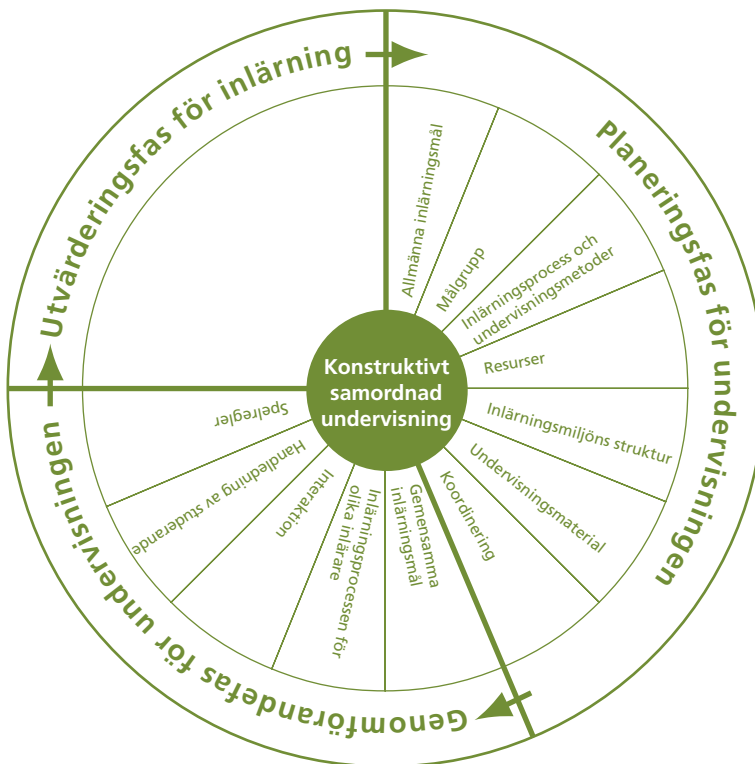 Utvärderingsfas för inlärning
Planeringsfas för undervisningen
Genomförandefas för undervisningen
Konstruktivt
samordnad
undervisning
Allmänna inlärningsmål
Målgrupp
Inlärningsprocess och
undervisningsmetoder
Resurser
Inlärningsmiljöns struktur
Undervisningsmaterial
Koordinering
Gemensamma
inlärningsmål
Inlärningsprocessen för
olika inlärare
Interaktion
Handledning av studerande
Spelregler